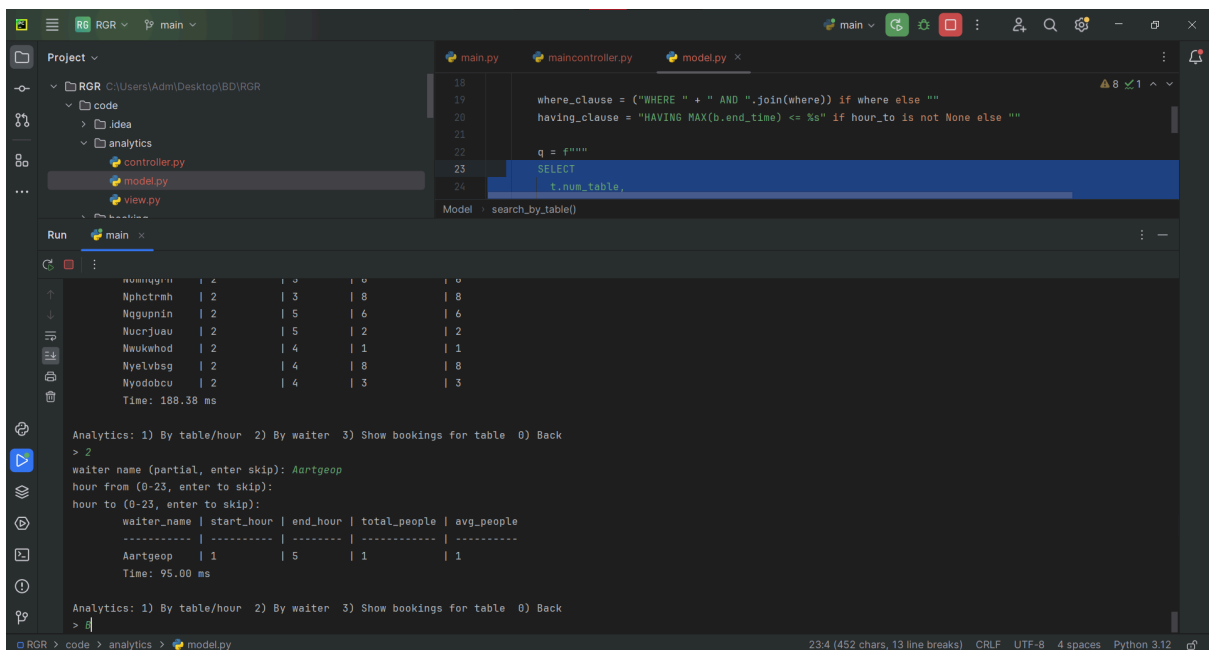 RG RGR main main
Project
main.py maincontroller.py model.py
RGR C:\Users\Adm\Desktop\BD\RGR
code
.idea
analytics
controller.py
model.py
view.py
18
19 where_clause = ("WHERE " + " AND ".join(where)) if where else ""
20 having_clause = "HAVING MAX(b.end_time) <= %s" if hour_to is not None else ""
21
22 q = f"""
23 SELECT
24 t.num_table,
8 1
Model search_by_table()
Run main
Nphctrmh | 2 | 3 | 8 | 8
Nqgupnin | 2 | 5 | 6 | 6
Nucrjuau | 2 | 5 | 2 | 2
Nwukwhod | 2 | 4 | 1 | 1
Nyelvbsg | 2 | 4 | 8 | 8
Nyodobcu | 2 | 4 | 3 | 3
Time: 188.38 ms
Analytics: 1) By table/hour 2) By waiter 3) Show bookings for table 0) Back
> 2
waiter name (partial, enter skip): Aartgeop
hour from (0-23, enter to skip):
hour to (0-23, enter to skip):
waiter_name | start_hour | end_hour | total_people | avg_people
----------- | ---------- | -------- | ------------ | ----------
Aartgeop | 1 | 5 | 1 | 1
Time: 95.00 ms
Analytics: 1) By table/hour 2) By waiter 3) Show bookings for table 0) Back
>
RGR > code > analytics > model.py 23:4 (452 chars, 13 line breaks) CRLF UTF-8 4 spaces Python 3.12